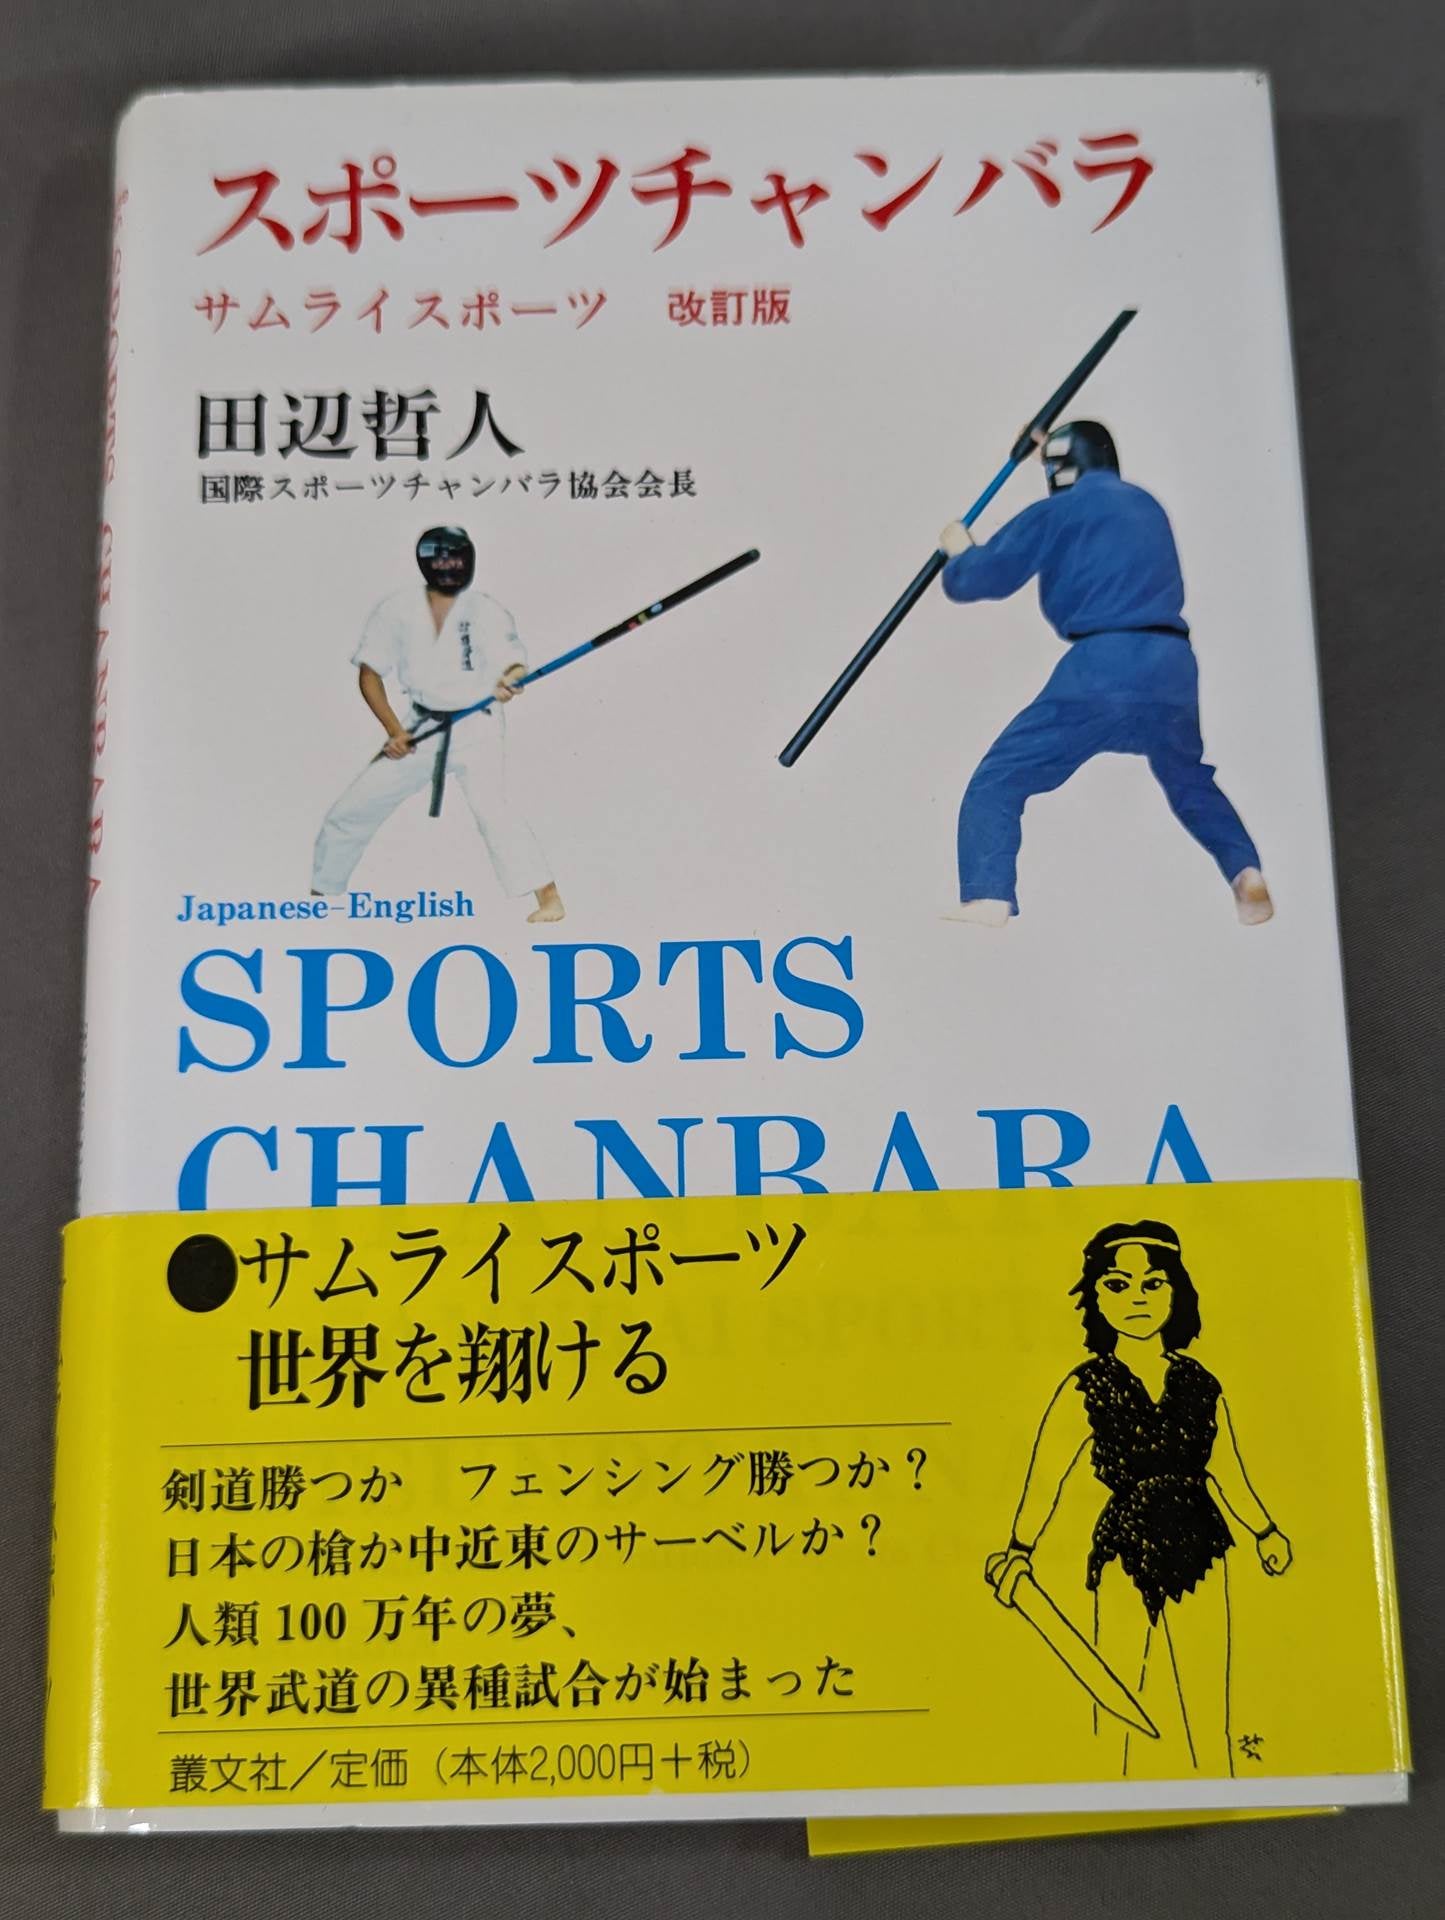 スポーツチャンバラ
サムライスポーツ　改訂版
田辺哲人
国際スポーツチャンバラ協会会長
Japanese-English
SPORTS
CHANBARA
●サムライスポーツ
世界を翔ける
剣道勝つか　フェンシング勝つか？
日本の槍か中近東のサーベルか？
人類100万年の夢、
世界武道の異種試合が始まった
叢文社／定価（本体2,000円＋税）
SPORTS CHANBARA